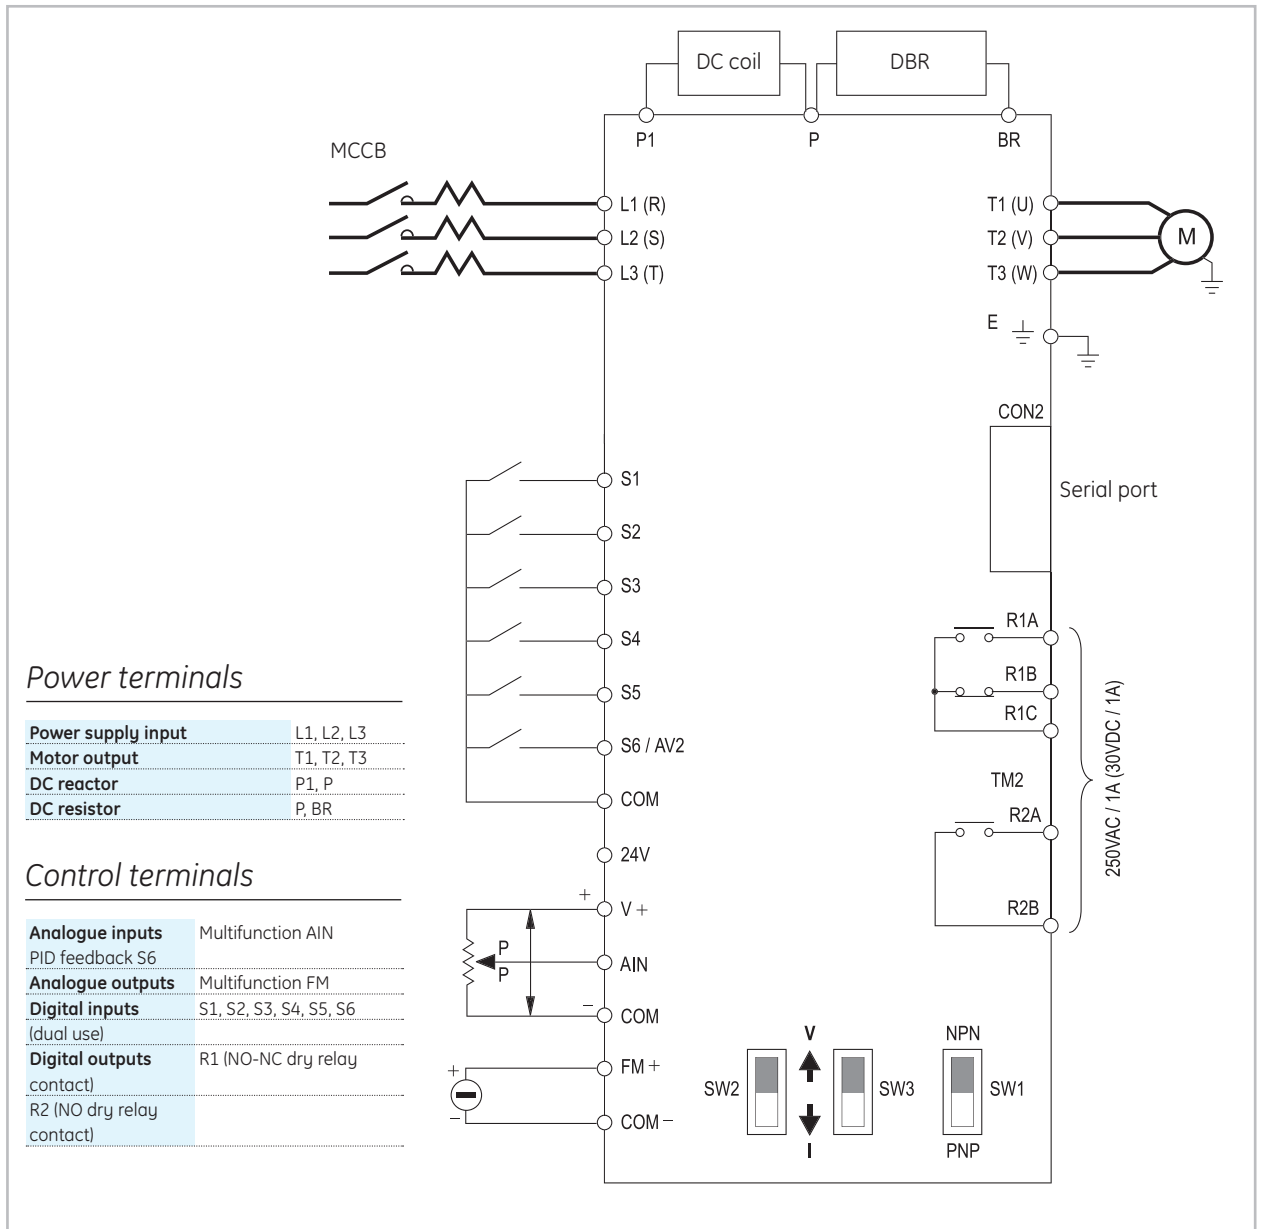 DC coil
DBR
P1
P
BR
MCCB
L1 (R)
L2 (S)
L3 (T)
T1 (U)
T2 (V)
T3 (W)
M
E
CON2
Serial port
S1
S2
S3
S4
S5
S6 / AV2
COM
24V
+
V +
P
AIN
P
−
COM
+
FM +
−
COM −
R1A
R1B
R1C
TM2
R2A
R2B
250VAC / 1A (30VDC / 1A)
V
I
SW2
SW3
NPN
SW1
PNP
Power terminals
Power supply input L1, L2, L3
Motor output T1, T2, T3
DC reactor P1, P
DC resistor P, BR
Control terminals
Analogue inputs Multifunction AIN
PID feedback S6
Analogue outputs Multifunction FM
Digital inputs S1, S2, S3, S4, S5, S6
(dual use)
Digital outputs R1 (NO-NC dry relay
contact)
R2 (NO dry relay
contact)